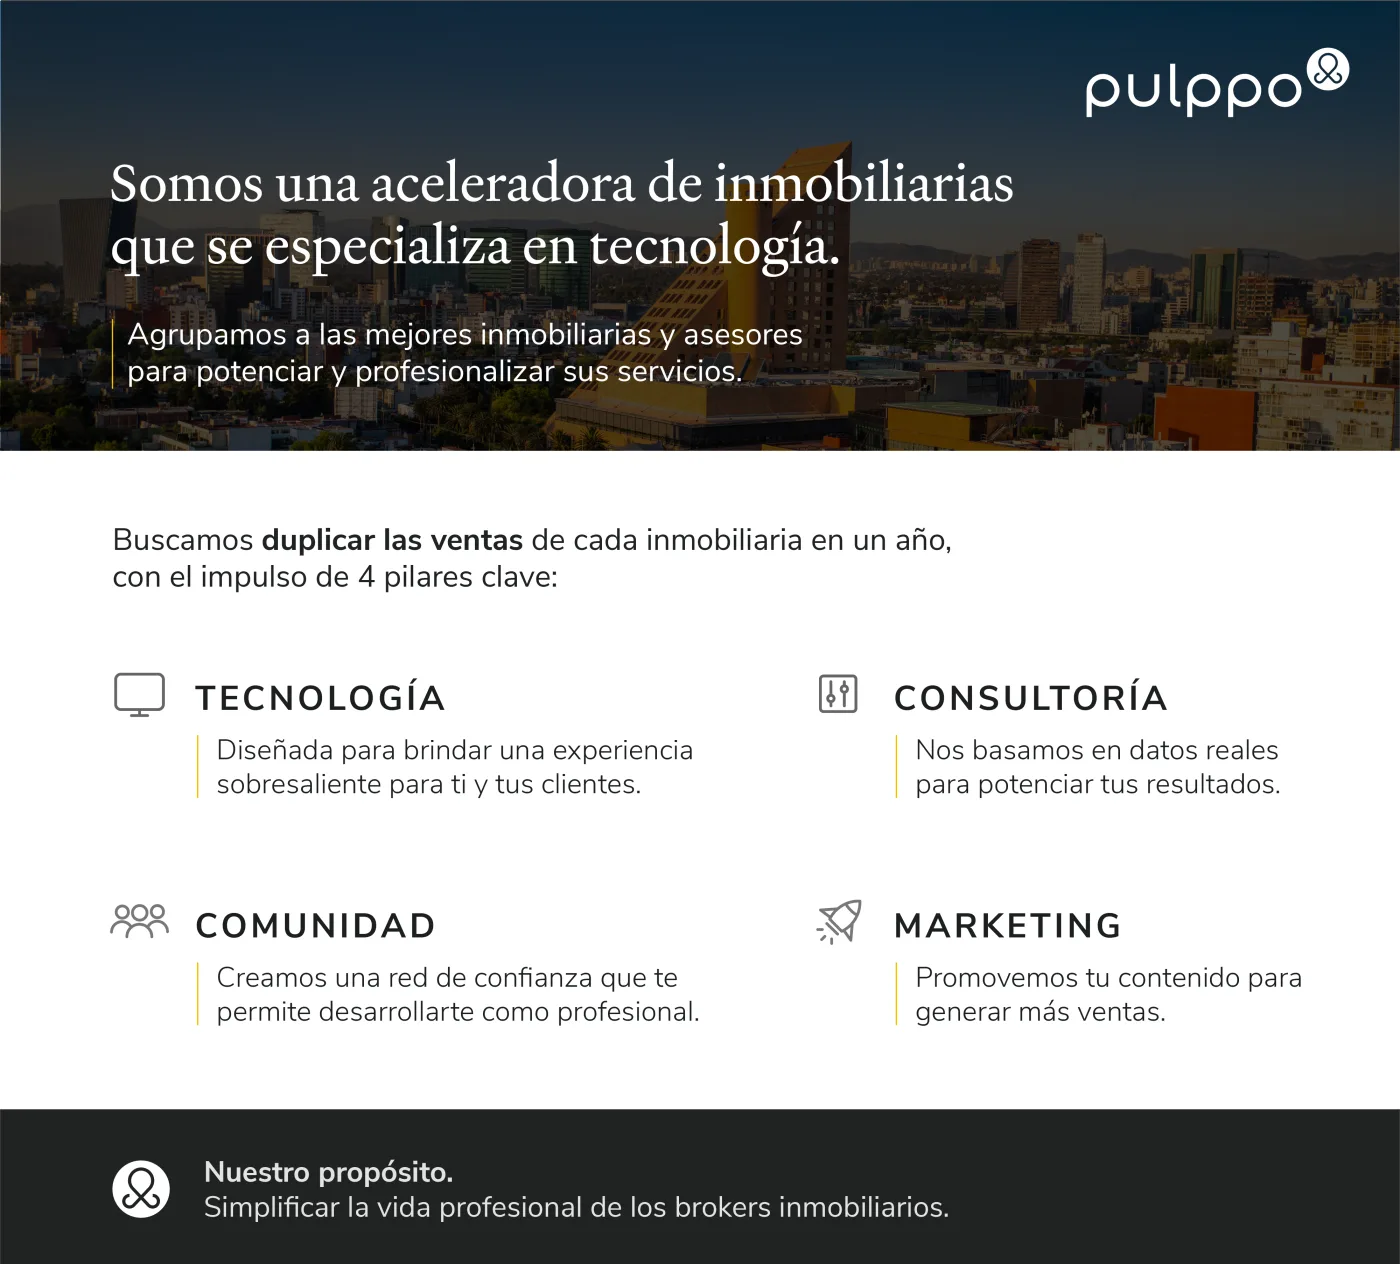 pulppo
Somos una aceleradora de inmobiliarias
que se especializa en tecnología.
Agrupamos a las mejores inmobiliarias y asesores
para potenciar y profesionalizar sus servicios.
Buscamos duplicar las ventas de cada inmobiliaria en un año,
con el impulso de 4 pilares clave:
TECNOLOGÍA
Diseñada para brindar una experiencia
sobresaliente para ti y tus clientes.
CONSULTORÍA
Nos basamos en datos reales
para potenciar tus resultados.
COMUNIDAD
Creamos una red de confianza que te
permite desarrollarte como profesional.
MARKETING
Promovemos tu contenido para
generar más ventas.
Nuestro propósito.
Simplificar la vida profesional de los brokers inmobiliarios.